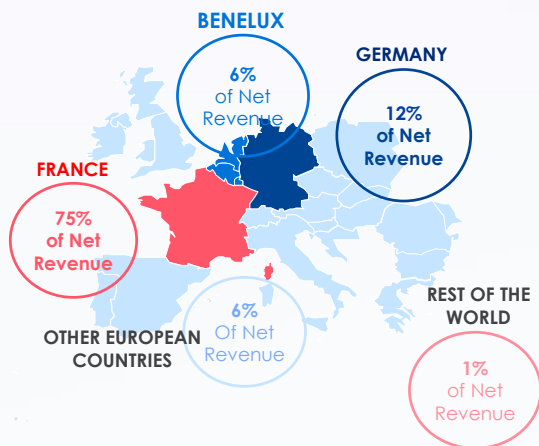 BENELUX
6%
of Net
Revenue
GERMANY
12%
of Net
Revenue
FRANCE
75%
of Net
Revenue
OTHER EUROPEAN
COUNTRIES
6%
Of Net
Revenue
REST OF THE
WORLD
1%
of Net
Revenue